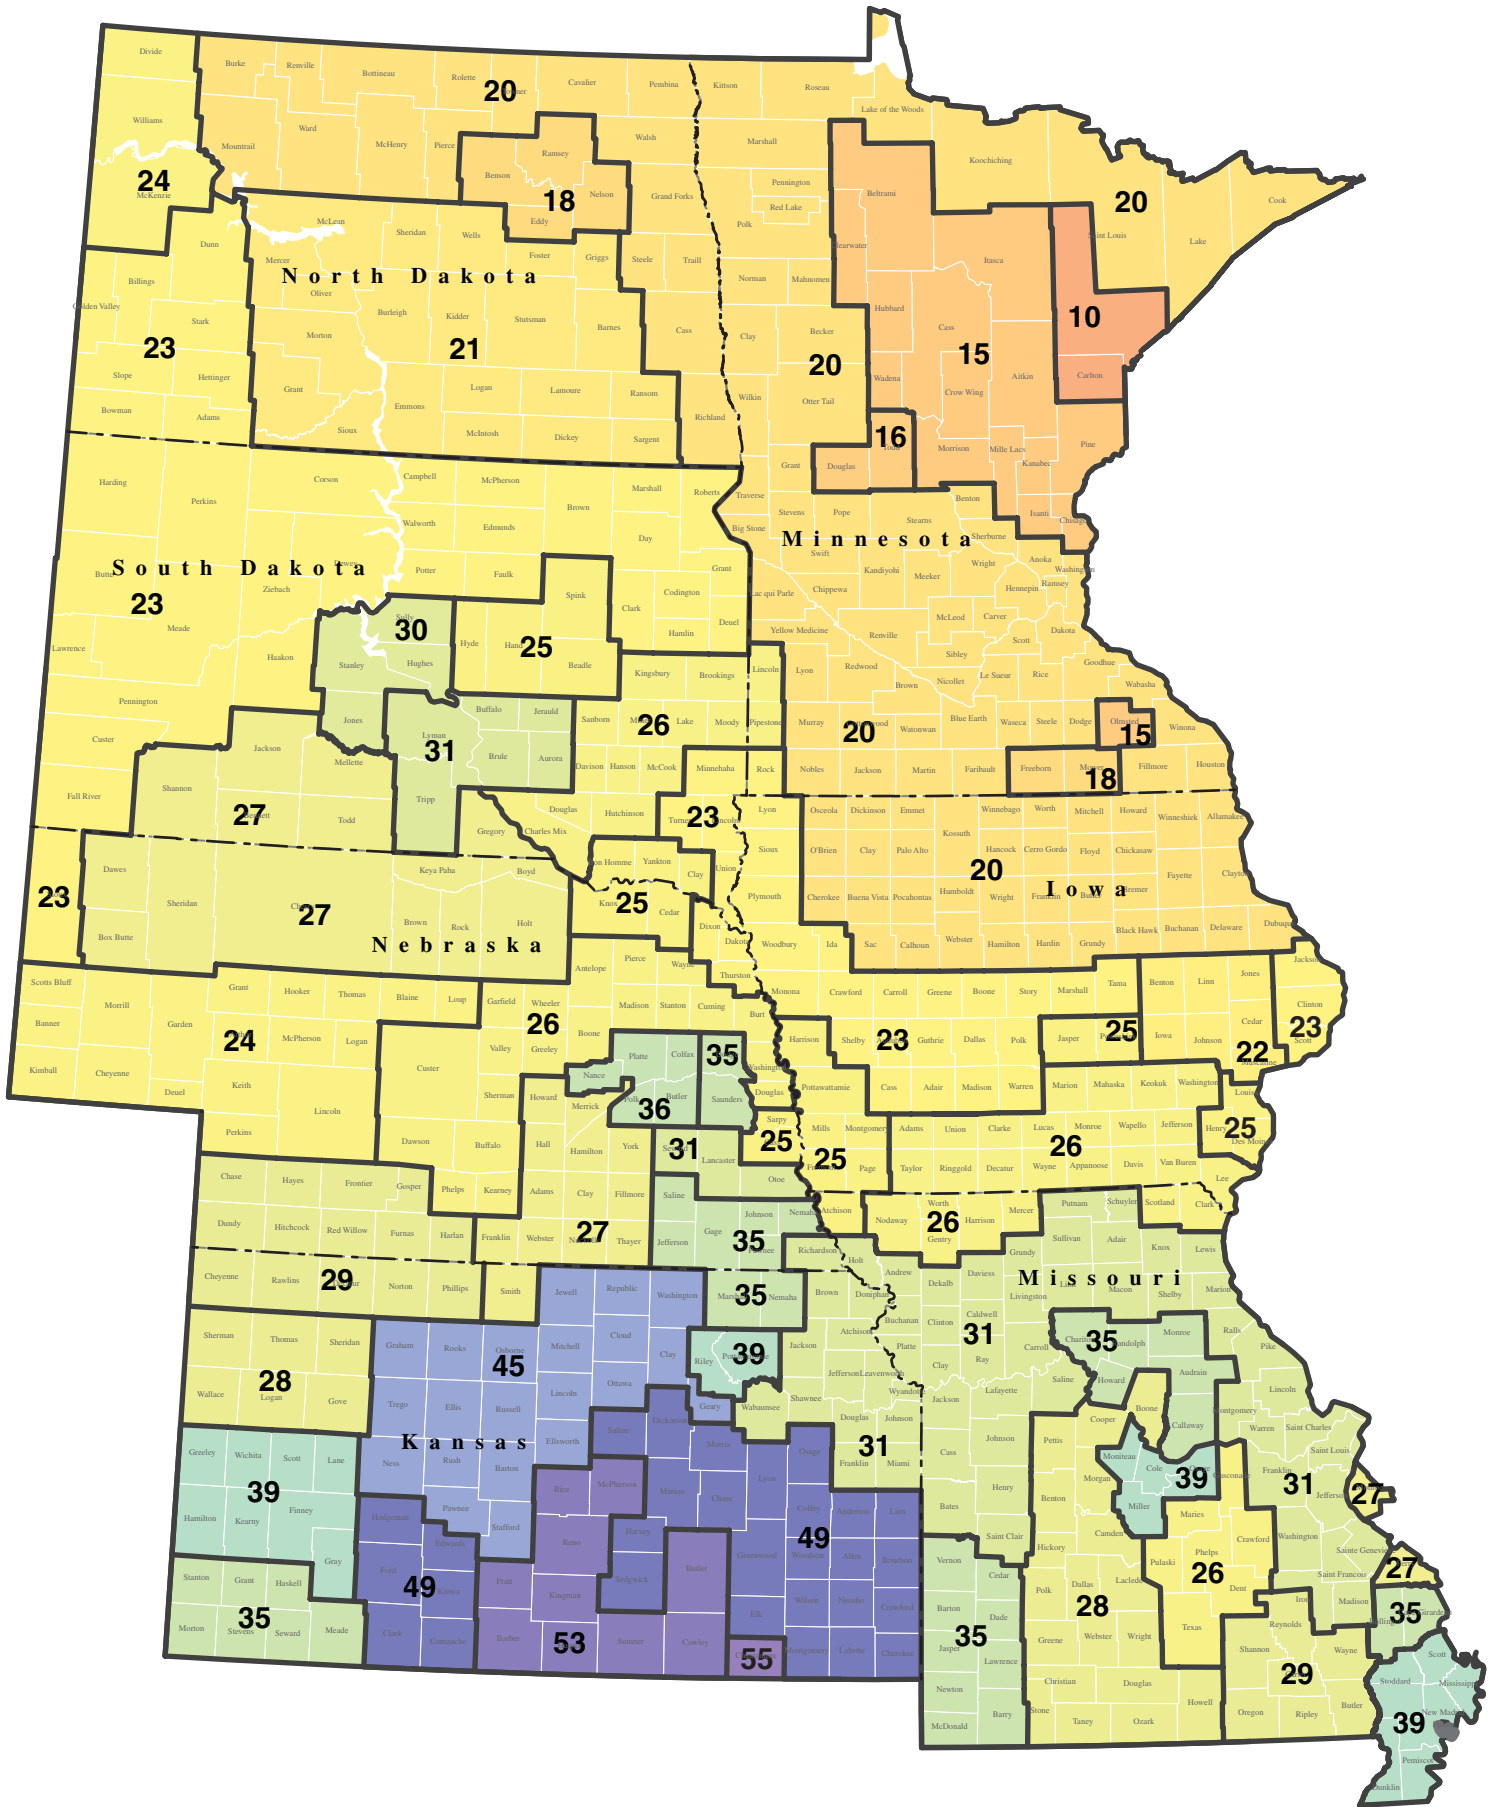 Divide
Burke
Renville
Bottineau
Rolette
20
Cavalier
Pembina
Kittson
Roseau
Lake of the Woods
Williams
Ward
McHenry
Pierce
Mountrail
Ramsey
Walsh
Marshall
Koochiching
24
McKenzie
Benson
18
Nelson
Eddy
Grand Forks
Pennington
Red Lake
Polk
Beltrami
20
Cook
Lake
Saint Louis
Clearwater
Itasca
Dunn
McLean
Sheridan
Wells
Foster
Griggs
Steele
Traill
Norman
Mahnomen
Mercer
North Dakota
Billings
Golden Valley
Oliver
Burleigh
Kidder
Stutsman
Barnes
Cass
Clay
Becker
Hubbard
Cass
10
Stark
Morton
23
21
20
15
Slope
Hettinger
Grant
Logan
Lamoure
Ransom
Wilkin
Otter Tail
Wadena
Crow Wing
Aitkin
Carlton
Bowman
Adams
Emmons
Sioux
McIntosh
Dickey
Sargent
Richland
16
Todd
Morrison
Mille Lacs
Kanabec
Pine
Harding
Perkins
Corson
Campbell
McPherson
Marshall
Roberts
Grant
Douglas
Traverse
Brown
Stevens
Pope
Stearns
Benton
Isanti
Chisago
Walworth
Edmunds
Day
Big Stone
Minnesota
Sherburne
South Dakota
Butte
Dewey
Ziebach
Potter
Faulk
Grant
Swift
Kandiyohi
Meeker
Wright
Anoka
Washington
Hennepin
Ramsey
23
Spink
Clark
Codington
Lac qui Parle
Chippewa
Meade
Sully
30
Hyde
Hand
25
Deuel
Hamlin
Yellow Medicine
Renville
McLeod
Carver
Scott
Dakota
Lawrence
Haakon
Stanley
Hughes
Beadle
Kingsbury
Brookings
Lincoln
Lyon
Redwood
Sibley
Nicollet
Le Sueur
Rice
Goodhue
Wabasha
Pennington
Jones
Lyman
Buffalo
Jerauld
Sanborn
26
Lake
Moody
Pipestone
Murray
20
Brown
Watonwan
Blue Earth
Waseca
Steele
Dodge
Olmsted
15
Winona
Custer
Jackson
Mellette
31
Brule
Aurora
Davison
Hanson
McCook
Minnehaha
Rock
Nobles
Jackson
Martin
Faribault
Freeborn
Mower
18
Fillmore
Houston
Fall River
Shannon
27
Bennett
Todd
Tripp
Gregory
Charles Mix
Douglas
Hutchinson
Turner
23
Lincoln
Lyon
Osceola
Dickinson
Emmet
Winnebago
Worth
Mitchell
Howard
Winneshiek
Allamakee
Kossuth
Sioux
O'Brien
Clay
Palo Alto
Hancock
Cerro Gordo
Floyd
Chickasaw
Bon Homme
Yankton
Clay
Union
Dawes
Sheridan
Keya Paha
Boyd
23
27
Knox
25
Cedar
Plymouth
Cherokee
Buena Vista
Pocahontas
Humboldt
20
Wright
Franklin
Butler
Bremer
Iowa
Fayette
Clayton
Box Butte
Brown
Rock
Holt
Nebraska
Dixon
Dakota
Woodbury
Ida
Sac
Calhoun
Webster
Hamilton
Hardin
Grundy
Black Hawk
Buchanan
Delaware
Dubuque
Scotts Bluff
Morrill
Grant
Hooker
Thomas
Blaine
Loup
Garfield
Wheeler
Antelope
Pierce
Wayne
Thurston
Monona
Crawford
Carroll
Greene
Boone
Story
Marshall
Tama
Benton
Linn
Jones
Jackson
Banner
Garden
24
McPherson
Logan
26
Madison
Stanton
Cuming
Burt
Harrison
Shelby
23
Guthrie
Dallas
Polk
Jasper
25
Iowa
Johnson
Cedar
Clinton
23
Scott
22
Muscatine
Kimball
Cheyenne
Deuel
Keith
Lincoln
Custer
Valley
Greeley
Boone
Sherman
Howard
Nance
Platte
Colfax
35
Washington
Merrick
Polk
36
Butler
Saunders
Douglas
Sarpy
Pottawattamie
Cass
Adair
Madison
Warren
Marion
Mahaska
Keokuk
Washington
Louisa
Perkins
Dawson
Buffalo
Hall
Hamilton
York
Seward
31
Lancaster
25
Mills
Montgomery
25
Fremont
Page
Adams
Union
Clarke
Lucas
Monroe
Wapello
Jefferson
Henry
25
Des Moines
26
Taylor
Ringgold
Decatur
Wayne
Appanoose
Davis
Van Buren
Lee
Chase
Hayes
Frontier
Gosper
Phelps
Kearney
Adams
Clay
Fillmore
Saline
Otoe
Dundy
Hitchcock
Red Willow
Furnas
Harlan
Franklin
Webster
27
Thayer
Jefferson
Gage
Johnson
Nemaha
35
Pawnee
Richardson
Atchison
Nodaway
Worth
26
Gentry
Harrison
Mercer
Putnam
Schuyler
Scotland
Clark
Holt
Andrew
Grundy
Sullivan
Adair
Knox
Lewis
Cheyenne
Rawlins
29
Norton
Phillips
Smith
Jewell
Republic
Washington
Marshall
35
Nemaha
Brown
Doniphan
Buchanan
Dekalb
Daviess
Missouri
Livingston
Linn
Macon
Shelby
Marion
Sherman
Thomas
Sheridan
Graham
Rooks
Osborne
45
Mitchell
Cloud
Clay
Riley
39
Jackson
Atchison
Platte
Clinton
Caldwell
31
Ray
Clay
Carroll
Chariton
35
Randolph
Monroe
Ralls
Pike
Audrain
28
Wallace
Logan
Gove
Trego
Ellis
Russell
Lincoln
Ottawa
Geary
Wabaunsee
Shawnee
Jefferson
Leavenworth
Wyandotte
Jackson
Lafayette
Saline
Howard
Boone
Cooper
Callaway
Montgomery
Lincoln
Warren
Saint Charles
Saint Louis
Kansas
Greeley
Wichita
Scott
Lane
Ness
Rush
Barton
Ellsworth
Saline
Dickinson
Morris
Osage
Douglas
Johnson
31
Franklin
Miami
Cass
Johnson
Pettis
Morgan
Moniteau
Cole
39
Gasconade
Franklin
31
Jefferson
27
39
Hamilton
Kearny
Finney
Hodgeman
Pawnee
Stafford
Rice
McPherson
Marion
Chase
Lyon
Coffey
Anderson
Linn
Bates
Henry
Benton
Miller
Camden
Maries
Gray
Ford
Edwards
49
Kiowa
Reno
Harvey
Sedgwick
Butler
Greenwood
49
Woodson
Allen
Bourbon
Vernon
Saint Clair
Hickory
Pulaski
Phelps
26
Crawford
Dent
Washington
Sainte Genevieve
Saint Francois
27
Stanton
Grant
Haskell
35
Morton
Stevens
Seward
Meade
Clark
Comanche
Pratt
Kingman
Barber
53
Sumner
Cowley
Elk
55
Wilson
Neosho
Crawford
Montgomery
Labette
Cherokee
Cedar
Barton
Dade
35
Jasper
Lawrence
Newton
McDonald
Barry
Polk
Dallas
Laclede
28
Greene
Webster
Wright
Texas
Christian
Douglas
Stone
Taney
Ozark
Howell
Iron
Reynolds
Madison
Shannon
Wayne
29
Oregon
Ripley
Butler
35
Bollinger
Scott
Stoddard
Mississippi
39
New Madrid
Pemiscot
Dunklin